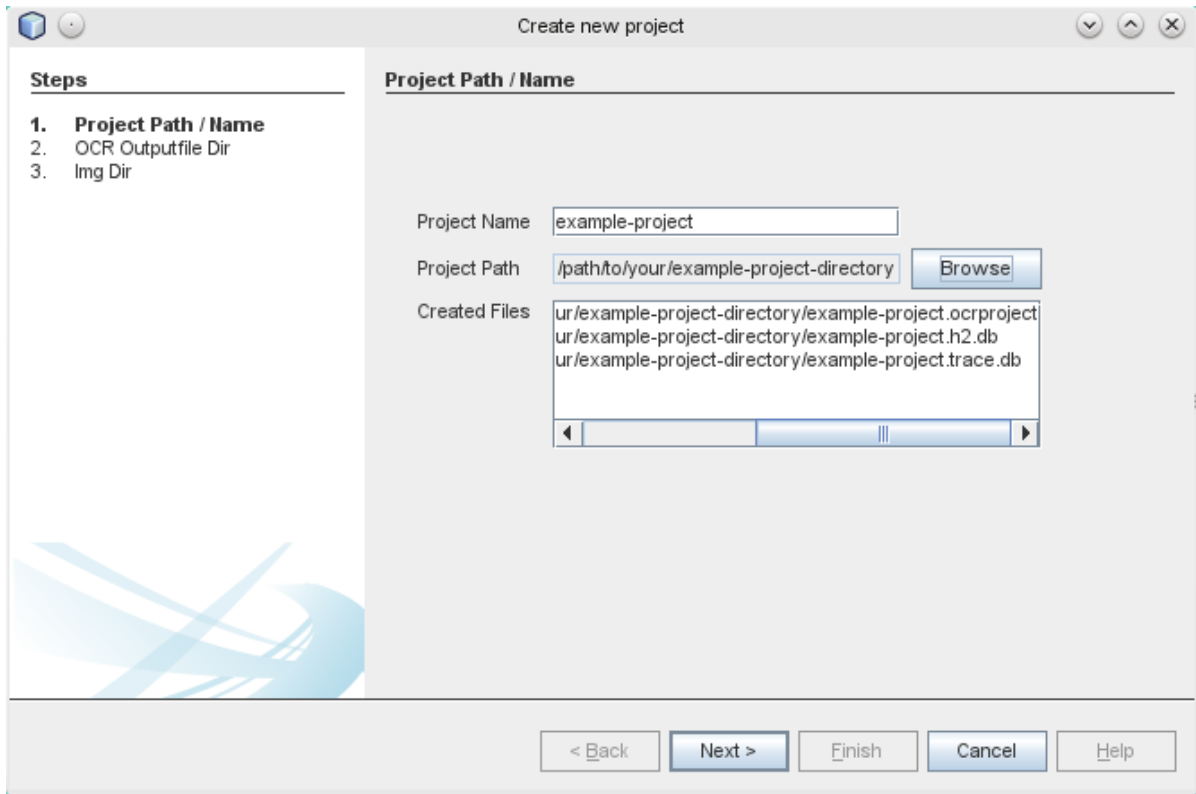 Create new project
Steps
1. Project Path / Name
2. OCR Outputfile Dir
3. Img Dir
Project Path / Name
Project Name example-project
Project Path /path/to/your/example-project-directory Browse
Created Files ur/example-project-directory/example-project.ocrproject
ur/example-project-directory/example-project.h2.db
ur/example-project-directory/example-project.trace.db
< Back Next > Finish Cancel Help